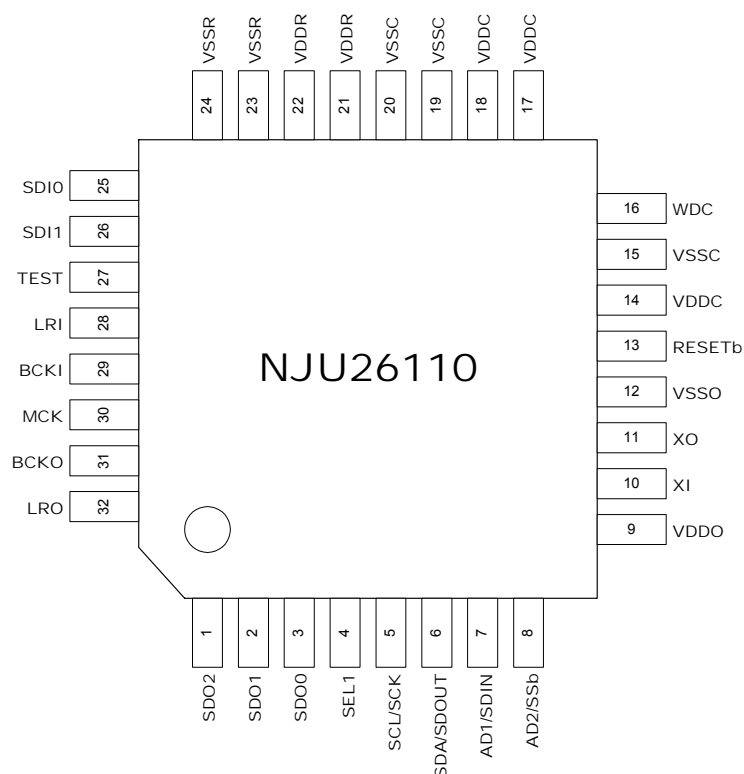 VSSR VSSR VDDR VDDR VSSC VSSC VDDC VDDC
24 23 22 21 20 19 18 17
SDI0 25
SDI1 26
TEST 27
LRI 28
BCKI 29
MCK 30
BCKO 31
LRO 32
NJU26110
16 WDC
15 VSSC
14 VDDC
13 RESETb
12 VSSO
11 XO
10 XI
9 VDDO
1 2 3 4 5 6 7 8
SDO2 SDO1 SDO0 SEL1 SCL/SCK SDA/SDOUT AD1/SDIN AD2/SSb